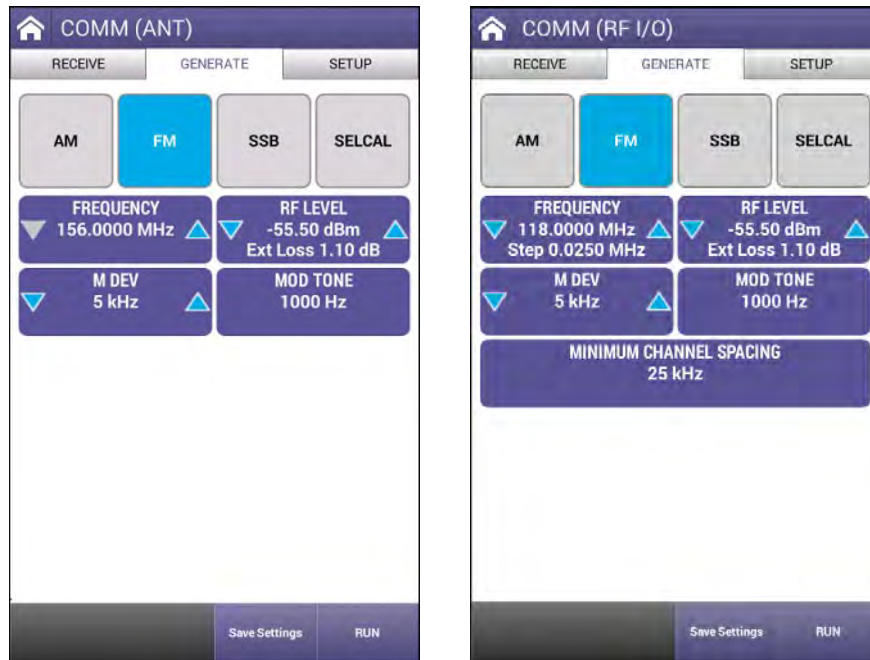 COMM (ANT)
RECEIVE GENERATE SETUP
AM FM SSB SELCAL
FREQUENCY
156.0000 MHz
RF LEVEL
-55.50 dBm
Ext Loss 1.10 dB
M DEV
5 kHz
MOD TONE
1000 Hz
Save Settings RUN
COMM (RF I/O)
RECEIVE GENERATE SETUP
AM FM SSB SELCAL
FREQUENCY
118.0000 MHz
Step 0.0250 MHz
RF LEVEL
-55.50 dBm
Ext Loss 1.10 dB
M DEV
5 kHz
MOD TONE
1000 Hz
MINIMUM CHANNEL SPACING
25 kHz
Save Settings RUN